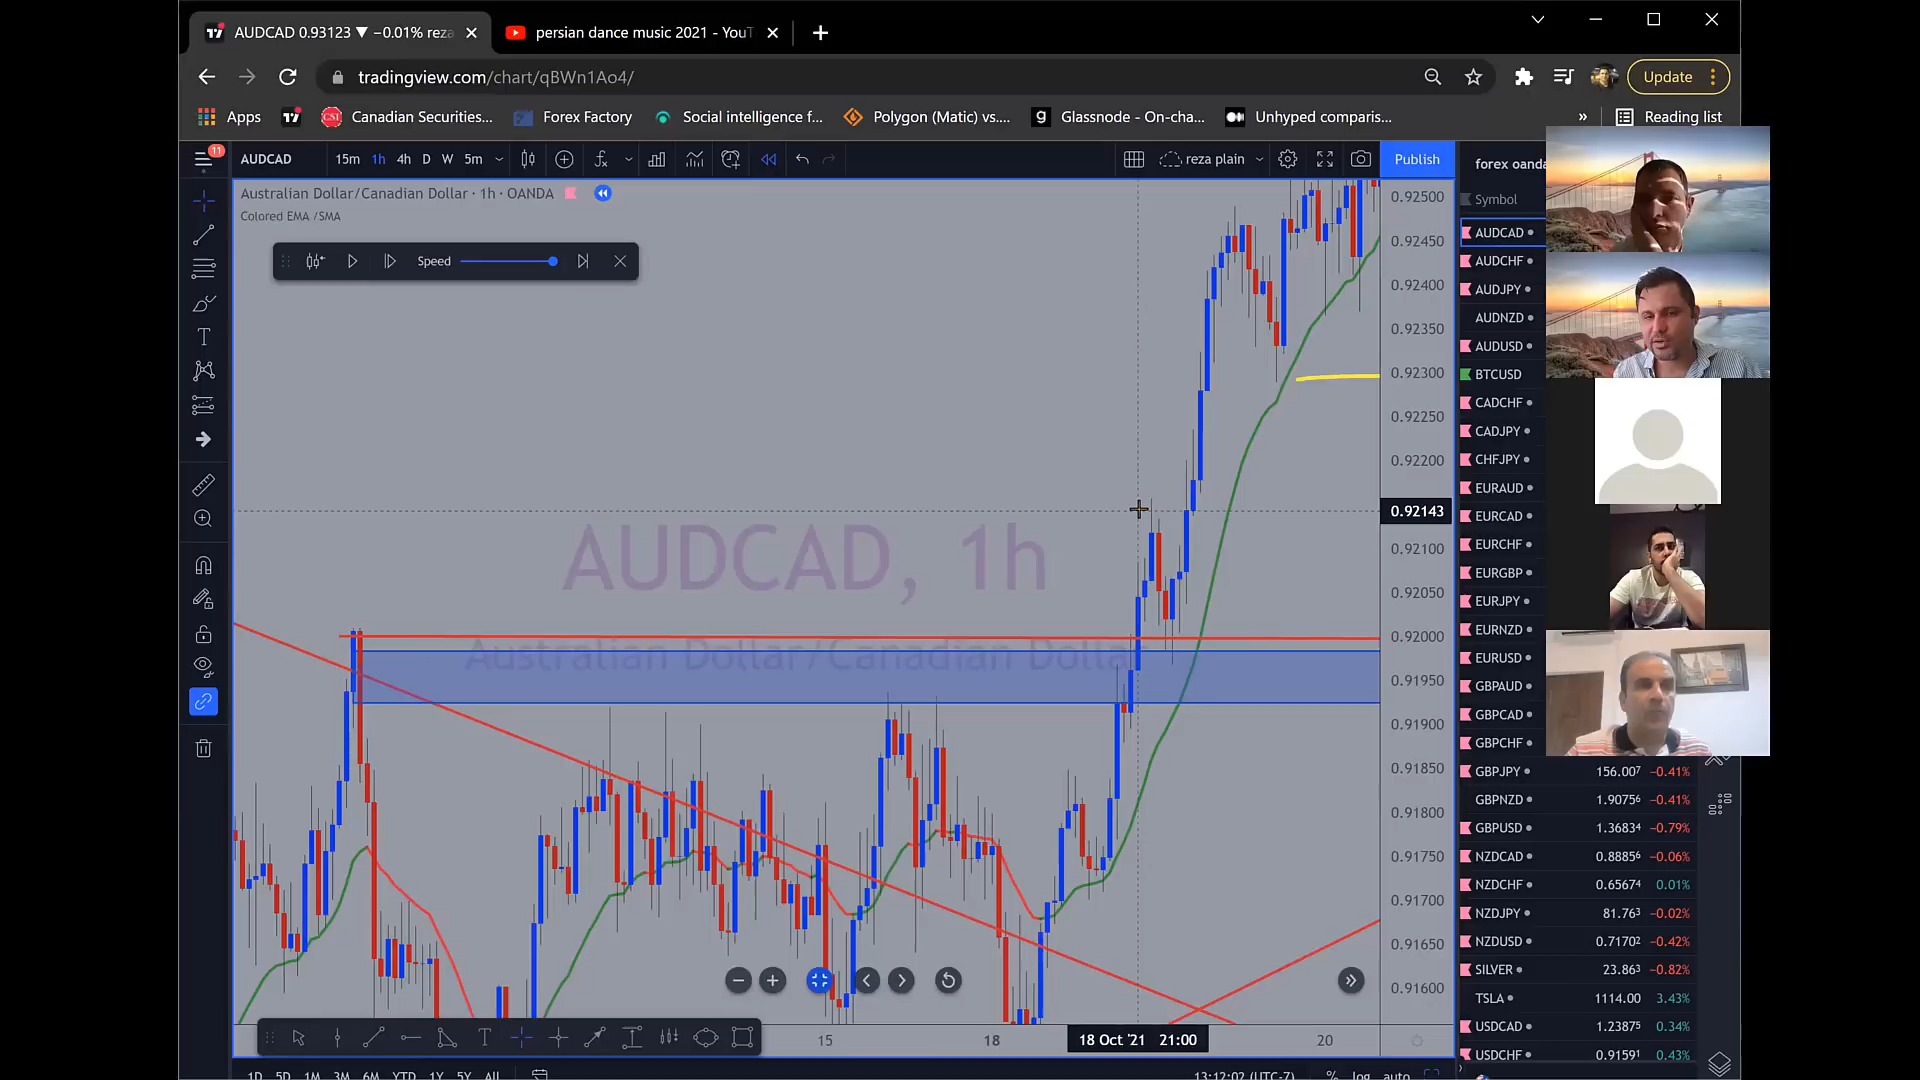 AUDCAD 0.93123 ▼ −0.01% reza
persian dance music 2021 - YouT
tradingview.com/chart/qBWn1Ao4/
Update
Apps
Canadian Securities...
Forex Factory
Social intelligence f...
Polygon (Matic) vs....
Glassnode - On-cha...
Unhyped comparis...
»
Reading list
11
AUDCAD
15m
1h
4h
D
W
5m
reza plain
Publish
forex oanda
Australian Dollar/Canadian Dollar · 1h · OANDA
Colored EMA /SMA
Speed
Symbol
AUDCAD
AUDCHF
AUDJPY
AUDNZD
AUDUSD
BTCUSD
CADCHF
CADJPY
CHFJPY
EURAUD
EURCAD
EURCHF
EURGBP
EURJPY
EURNZD
EURUSD
GBPAUD
GBPCAD
GBPCHF
GBPJPY 156.007 −0.41%
GBPNZD 1.90756 −0.41%
GBPUSD 1.36834 −0.79%
NZDCAD 0.88856 −0.06%
NZDCHF 0.65674 0.01%
NZDJPY 81.763 −0.02%
NZDUSD 0.71702 −0.42%
SILVER 23.863 −0.82%
TSLA 1114.00 3.43%
USDCAD 1.23875 0.34%
USDCHF 0.91591 0.43%
0.92500
0.92450
0.92400
0.92350
0.92300
0.92250
0.92200
0.92143
0.92100
0.92050
0.92000
0.91950
0.91900
0.91850
0.91800
0.91750
0.91700
0.91650
0.91600
AUDCAD, 1h
Australian Dollar/Canadian Dollar
15
18
18 Oct '21 21:00
20
1D 5D 1M 3M 6M YTD 1Y 5Y All
13:12:02 (UTC-7)
% log auto